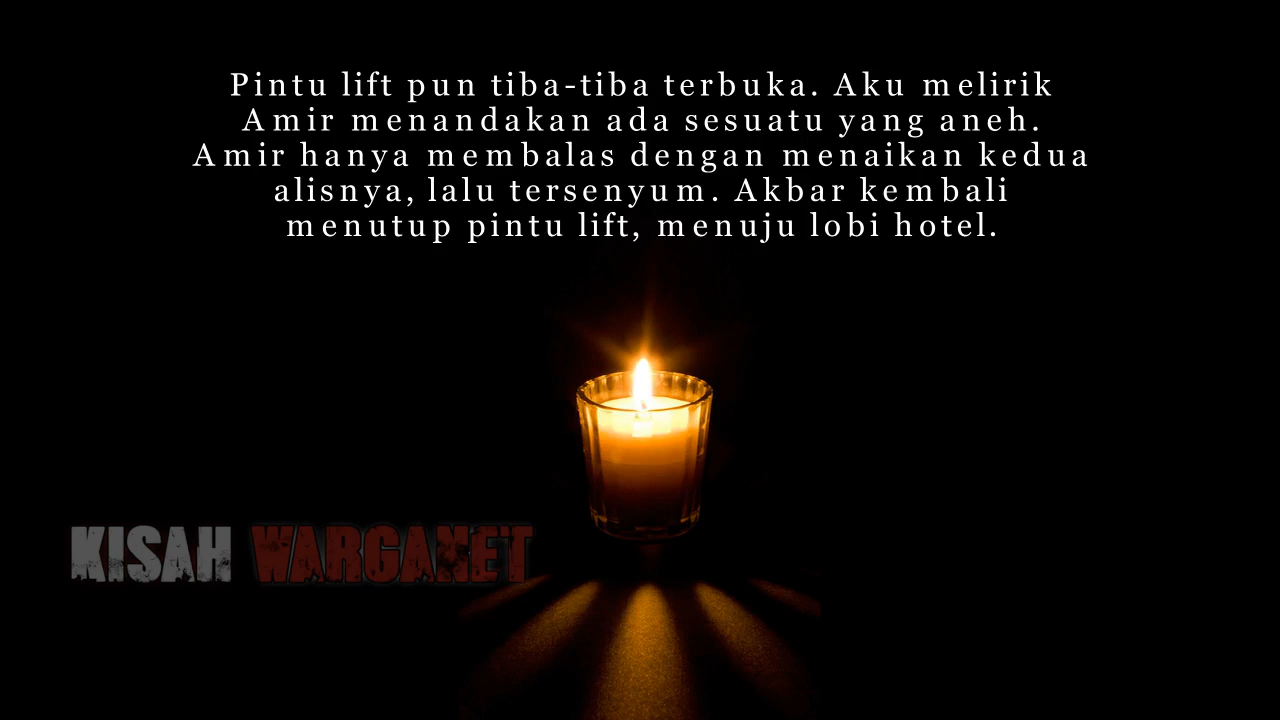 Pintu lift pun tiba-tiba terbuka. Aku melirik
Amir menandakan ada sesuatu yang aneh.
Amir hanya membalas dengan menaikan kedua
alisnya, lalu tersenyum. Akbar kembali
menutup pintu lift, menuju lobi hotel.
KISAH WARGANET